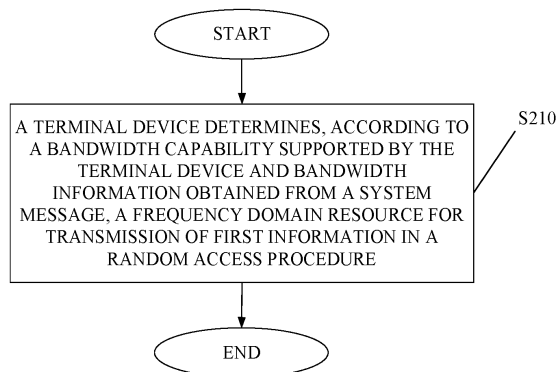 START
S210
A TERMINAL DEVICE DETERMINES, ACCORDING TO
A BANDWIDTH CAPABILITY SUPPORTED BY THE
TERMINAL DEVICE AND BANDWIDTH
INFORMATION OBTAINED FROM A SYSTEM
MESSAGE, A FREQUENCY DOMAIN RESOURCE FOR
TRANSMISSION OF FIRST INFORMATION IN A
RANDOM ACCESS PROCEDURE
END